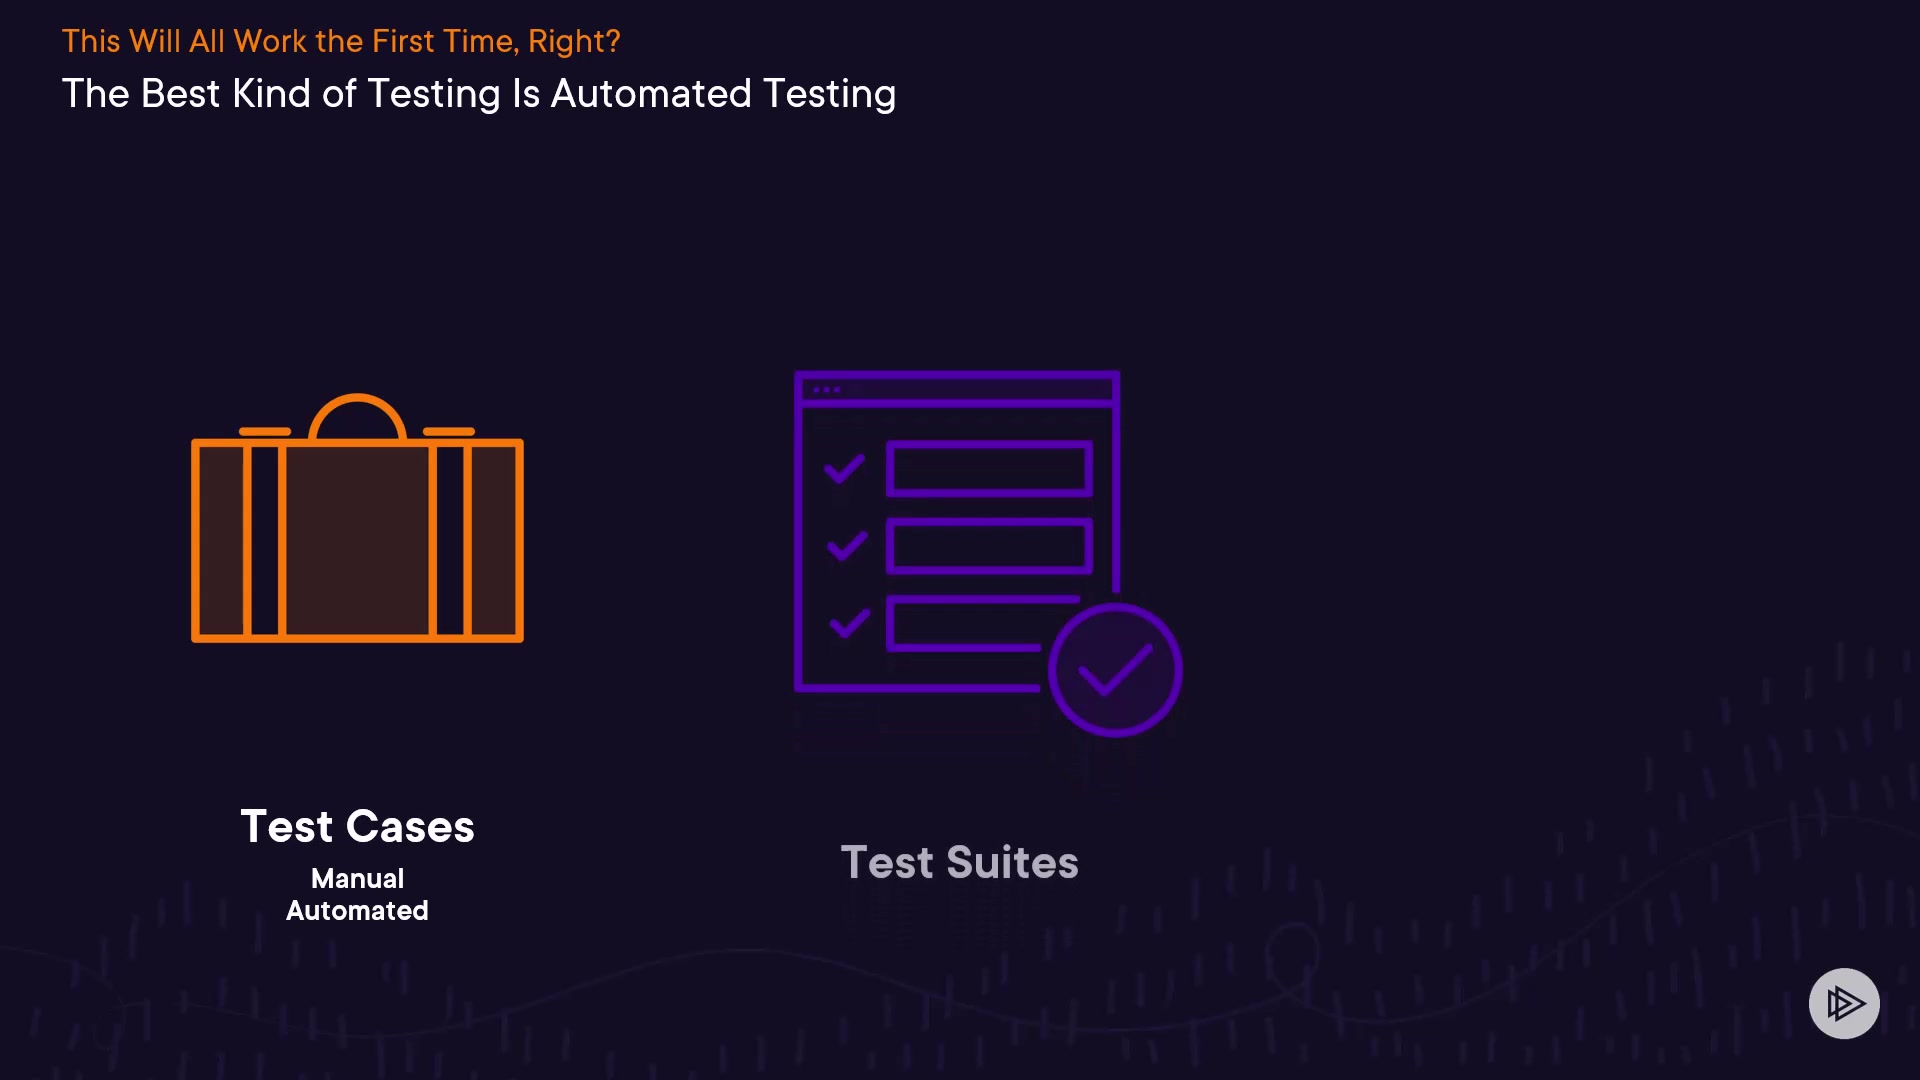 This Will All Work the First Time, Right?
The Best Kind of Testing Is Automated Testing
Test Cases
Manual
Automated
Test Suites